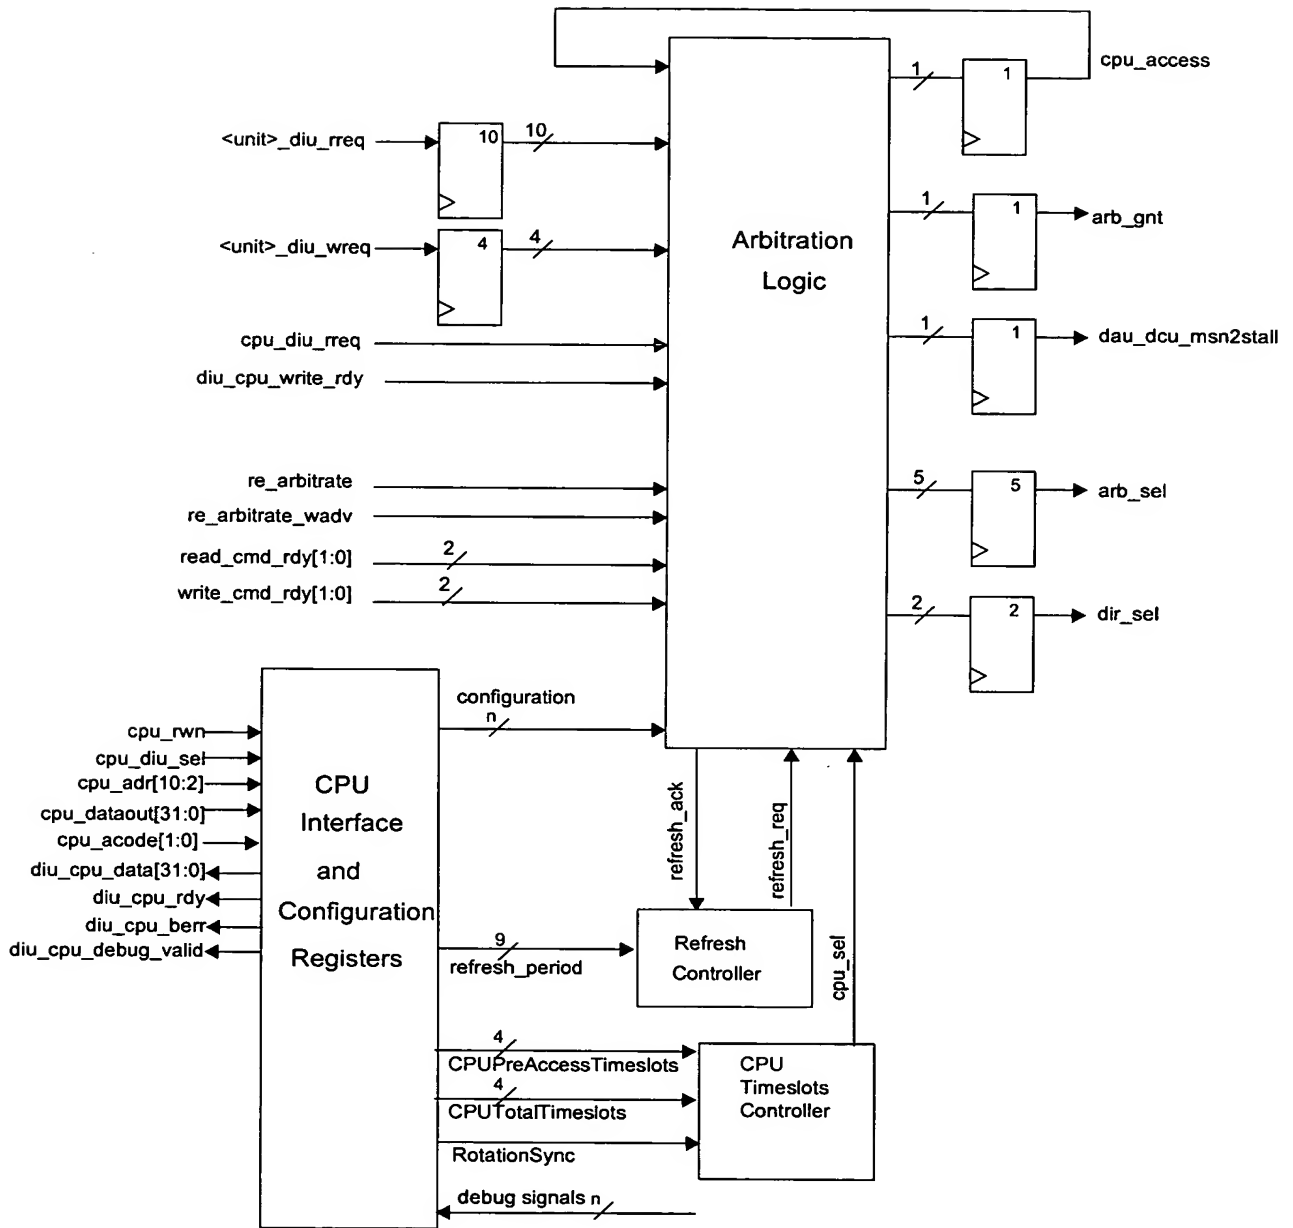 cpu_access
1
1
<unit>_diu_rreq
10
10
<unit>_diu_wreq
4
4
Arbitration
Logic
1
1
arb_gnt
cpu_diu_rreq
diu_cpu_write_rdy
1
1
dau_dcu_msn2stall
re_arbitrate
re_arbitrate_wadv
read_cmd_rdy[1:0]
2
write_cmd_rdy[1:0]
2
5
5
arb_sel
2
2
dir_sel
configuration
n
cpu_rwn
cpu_diu_sel
cpu_adr[10:2]
cpu_dataout[31:0]
cpu_acode[1:0]
diu_cpu_data[31:0]
diu_cpu_rdy
diu_cpu_berr
diu_cpu_debug_valid
CPU
Interface
and
Configuration
Registers
refresh_ack
refresh_req
cpu_sel
9
refresh_period
Refresh
Controller
4
CPUPreAccessTimeslots
4
CPUTotalTimeslots
RotationSync
CPU
Timeslots
Controller
debug signals n